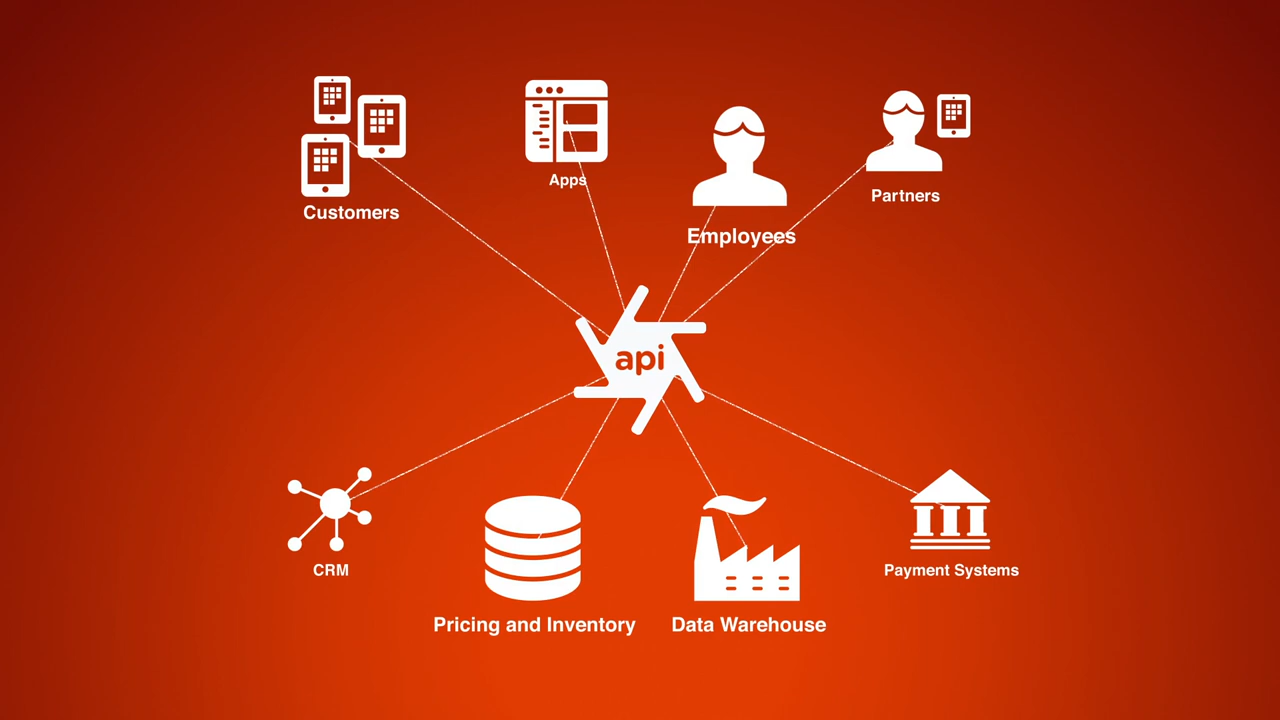 Customers
Apps
Employees
Partners
api
CRM
Pricing and Inventory
Data Warehouse
Payment Systems